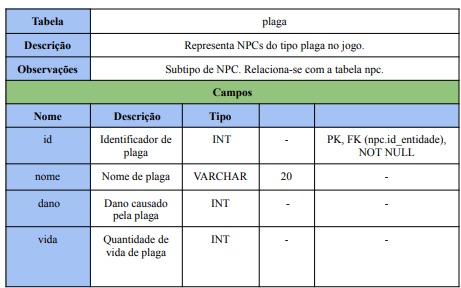 Tabela plaga
Descrição Representa NPCs do tipo plaga no jogo.
Observações Subtipo de NPC. Relaciona-se com a tabela npc.
Campos
Nome Descrição Tipo
id Identificador de plaga INT - PK, FK (npc.id_entidade), NOT NULL
nome Nome de plaga VARCHAR 20 -
dano Dano causado pela plaga INT - -
vida Quantidade de vida de plaga INT - -